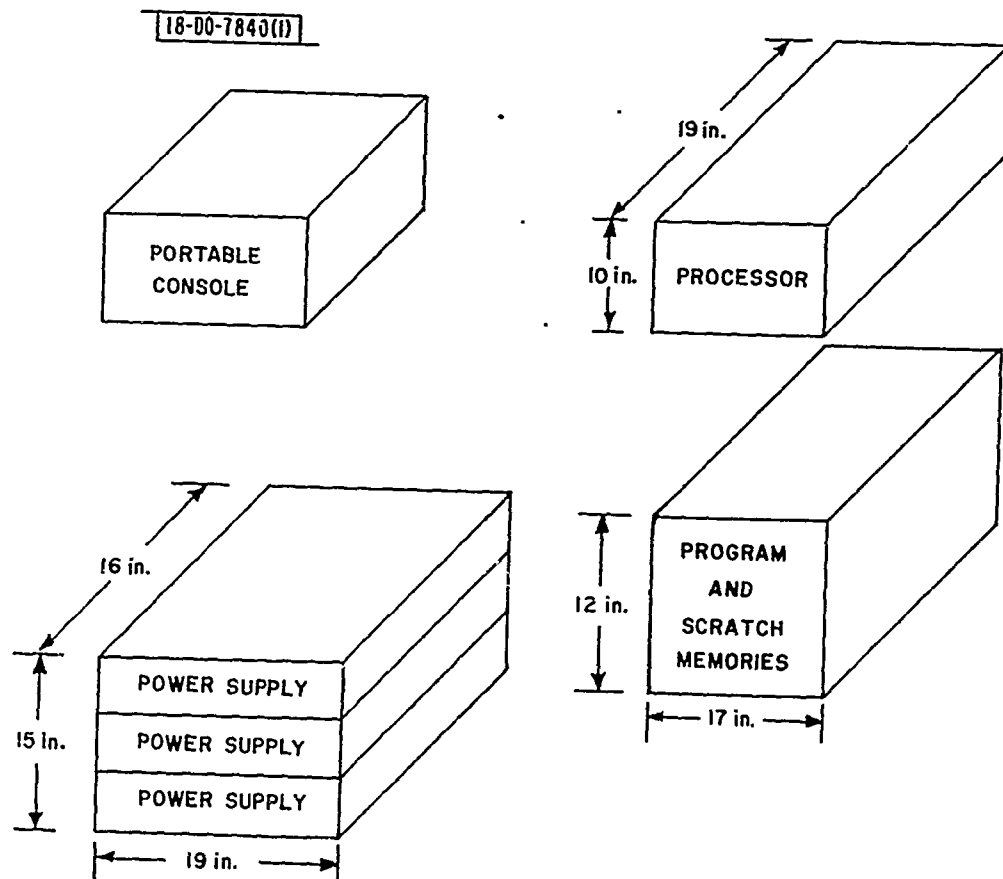 18-DO-7840(1)
PORTABLE
CONSOLE
19 in.
10 in.
PROCESSOR
16 in.
15 in.
POWER SUPPLY
POWER SUPPLY
POWER SUPPLY
19 in.
12 in.
PROGRAM
AND
SCRATCH
MEMORIES
17 in.